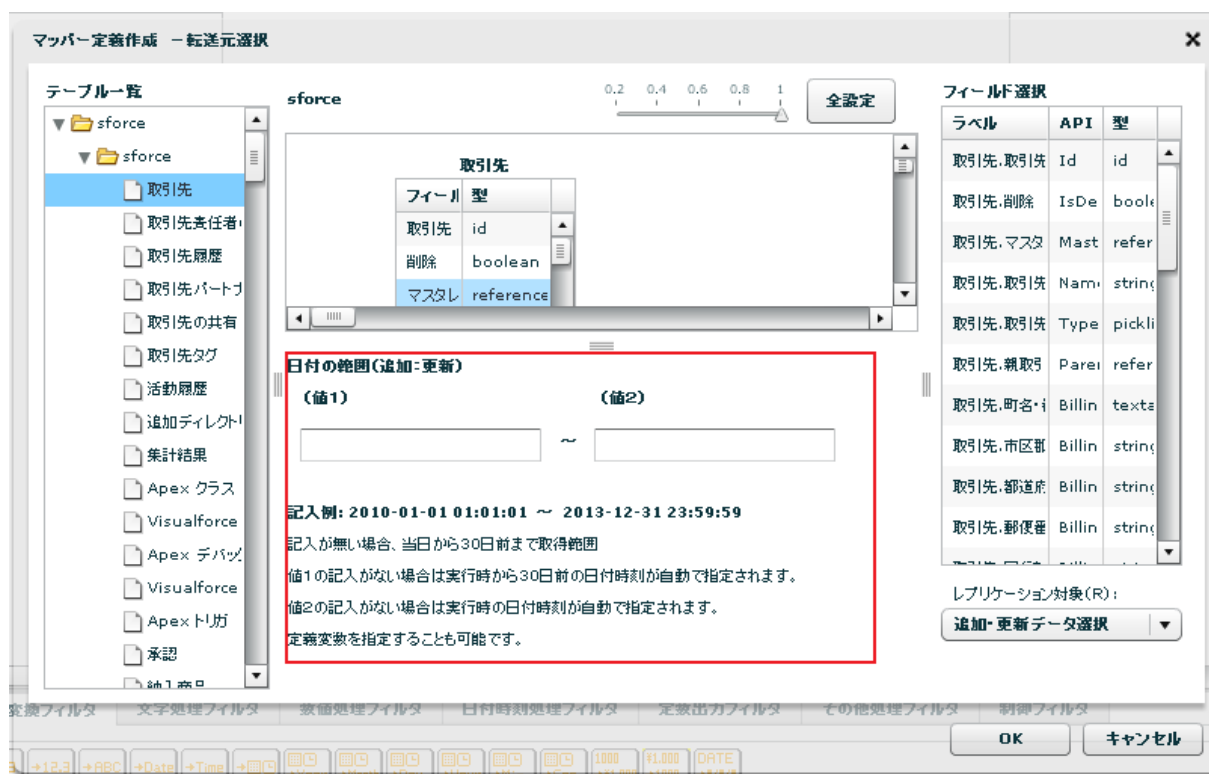 マッパー定義作成 －転送元選択
テーブル一覧
sforce
sforce
取引先
取引先責任者
取引先履歴
取引先パートナ
取引先の共有
取引先タグ
活動履歴
追加ディレクトリ
集計結果
Apex クラス
Visualforce
Apex デバッグ
Visualforce
Apex トリガ
承認
納入商品
sforce
0.2 0.4 0.6 0.8 1
全設定
取引先
フィール 型
取引先 id
削除 boolean
マスタレ reference
日付の範囲(追加・更新)
(値1) (値2)
～
記入例: 2010-01-01 01:01:01 ～ 2013-12-31 23:59:59
記入が無い場合、当日から30日前まで取得範囲
値1の記入がない場合は実行時から30日前の日付時刻が自動で指定されます。
値2の記入がない場合は実行時の日付時刻が自動で指定されます。
定義変数を指定することも可能です。
フィールド選択
ラベル API 型
取引先.取引先 Id id
取引先.削除 IsDe boole
取引先.マスタ Mast refer
取引先.取引先 Nam string
取引先.取引先 Type pickli
取引先.親取引 Parei refer
取引先.町名・ Billin texta
取引先.市区郡 Billin string
取引先.都道府 Billin string
取引先.郵便番 Billin string
レプリケーション対象(R):
追加・更新データ選択
変換フィルタ 文字処理フィルタ 数値処理フィルタ 日付時刻処理フィルタ 定数出力フィルタ その他処理フィルタ 制御フィルタ
OK キャンセル
→12.3 →ABC →Date →Time